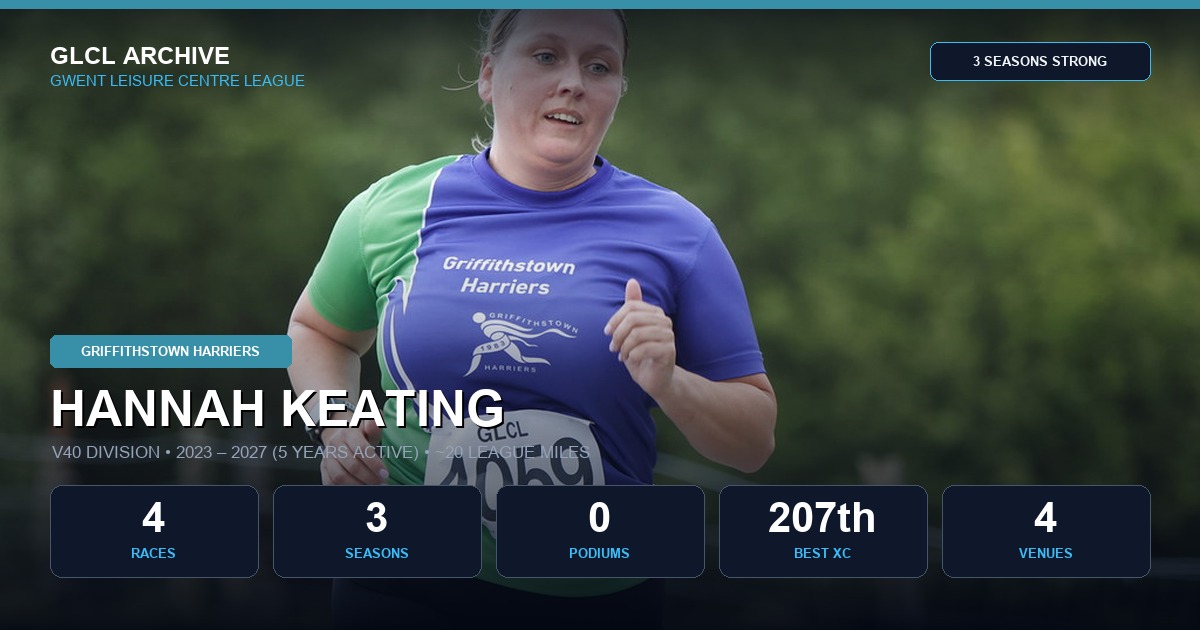 GLCL ARCHIVE
GWENT LEISURE CENTRE LEAGUE
3 SEASONS STRONG
Griffithstown
Harriers
GRIFFITHSTOWN
1983
HARRIERS
GRIFFITHSTOWN HARRIERS
HANNAH KEATING
V40 DIVISION • 2023 – 2027 (5 YEARS ACTIVE) • ~20 LEAGUE MILES
GLCL
1059
4
RACES
3
SEASONS
0
PODIUMS
207th
BEST XC
4
VENUES